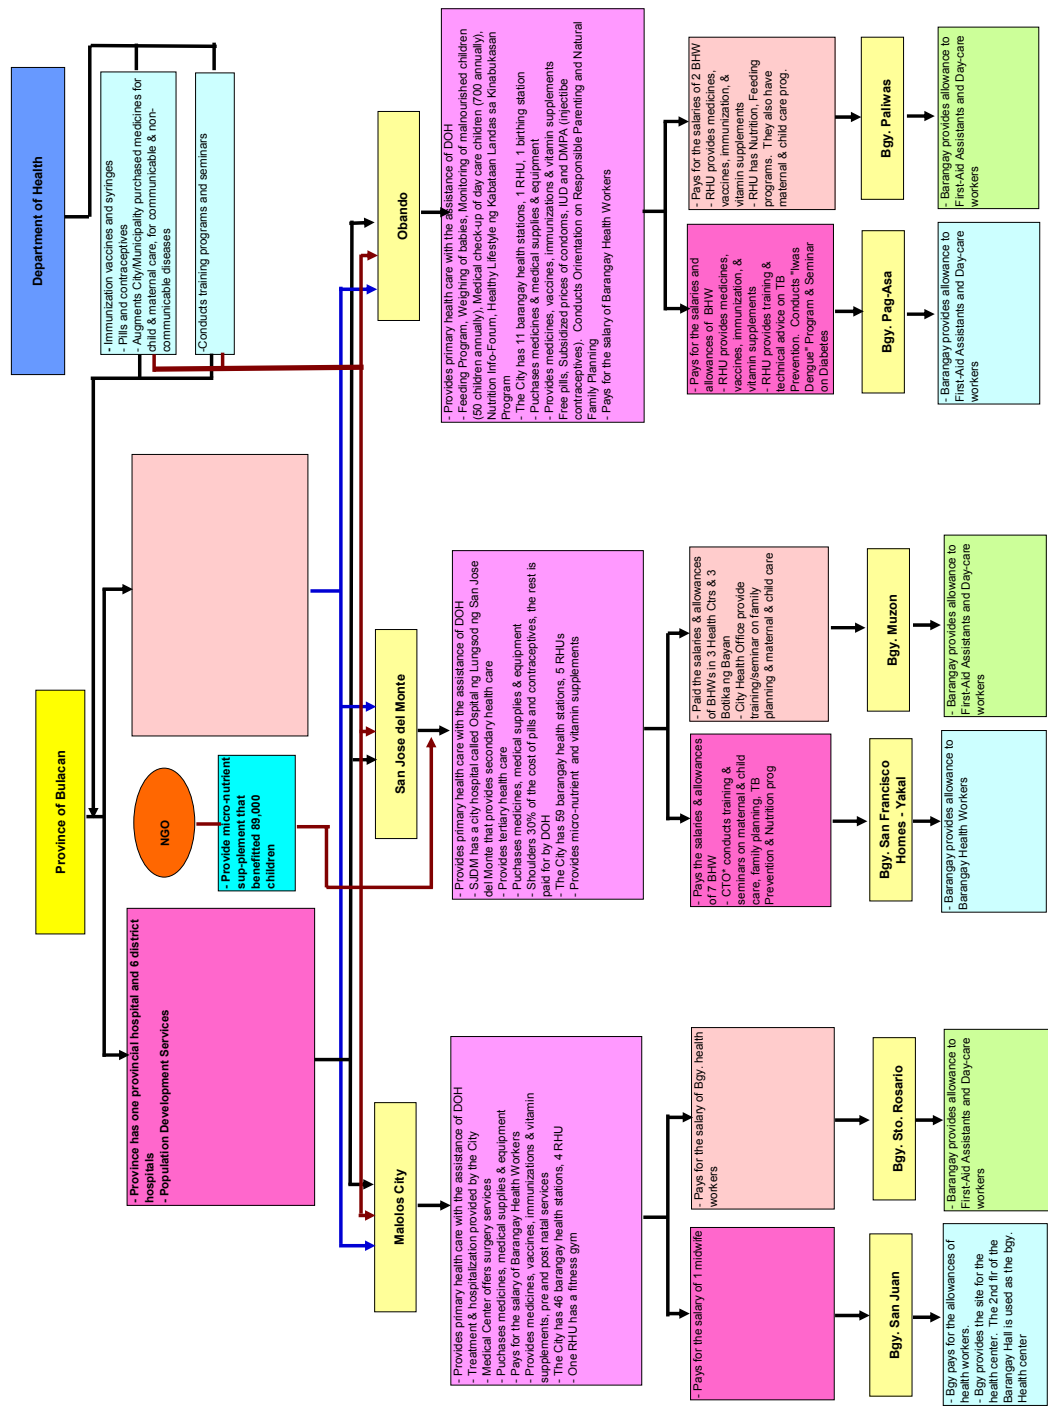 Department of Health
- Immunization vaccines and syringes
- Pills and contraceptives
- Augments City/Municipality purchased medicines for
child & maternal care, for communicable & non-
communicable diseases
-Conducts training programs and seminars
Province of Bulacan
- Province has one provincial hospital and 6 district
hospitals
- Population Development Services
NGO
- Provide micro-nutrient
sup-plement that
benefitted 89,000
children
Malolos City
- Provides primary health care with the assistance of DOH
- Treatment & hospitalization provided by the City
- Medical Center offers surgery services
- Puchases medicines, medical supplies & equipment
- Pays for the salary of Barangay Health Workers
- Provides medicines, vaccines, immunizations & vitamin
supplements, pre and post natal services
- The City has 46 barangay health stations, 4 RHU
- One RHU has a fitness gym
- Pays for the salary of 1 midwife
Bgy. San Juan
- Bgy pays for the allowances of
health workers.
- Bgy provides the site for the
health center. The 2nd flr of the
Barangay Hall is used as the bgy.
Health center
- Pays for the salary of Bgy. health
workers
Bgy. Sto. Rosario
- Barangay provides allowance to
First-Aid Assistants and Day-care
workers
San Jose del Monte
- Provides primary health care with the assistance of DOH
- SJDM has a city hospital called Ospital ng Lungsod ng San Jose
del Monte that provides secondary health care
- Provides tertiary health care
- Puchases medicines, medical supplies & equipment
- Shoulders 30% of the cost of pills and contraceptives, the rest is
paid for by DOH
- The City has 59 barangay health stations, 5 RHUs
- Provides micro-nutrient and vitamin supplements
- Pays the salaries & allowances
of 7 BHW
- CTO* conducts training &
seminars on maternal & child
care, family planning, TB
Prevention & Nutrition prog
Bgy. San Francisco
Homes - Yakal
- Barangay provides allowance to
Barangay Health Workers
- Paid the salaries & allowances
of BHWs in 3 Health Ctrs & 3
Botika ng Bayan
- City Health Office provide
training/seminar on family
planning & maternal & child care
Bgy. Muzon
- Barangay provides allowance to
First-Aid Assistants and Day-care
workers
Obando
- Provides primary health care with the assistance of DOH
- Feeding Program, Weighing of babies, Monitoring of malnourished children
(50 children annually), Medical check-up of day care children (700 annually),
Nutrition Info-Forum, Healthy Lifestyle ng Kabataan Landas sa Kinabukasan
Program
- The City has 11 barangay health stations, 1 RHU, 1 birthing station
- Puchases medicines & medical supplies & equipment
- Provides medicines, vaccines, immunizations & vitamin supplements
Free pills, Subsidized prices of condoms, IUD and DMPA (injectibe
contraceptives). Conducts Orirentation on Responsible Parenting and Natural
Family Planning
- Pays for the salary of Barangay Health Workers
- Pays for the salaries and
allowances of BHW
- RHU provides medicines,
vaccines, immunization, &
vitamin supplements
- RHU provides training &
technical advice on TB
Prevention. Conducts "Iwas
Dengue" Program & Seminar
on Diabetes
Bgy. Pag-Asa
- Barangay provides allowance to
First-Aid Assistants and Day-care
workers
- Pays for the salaries of 2 BHW
- RHU provides medicines,
vaccines, immunization, &
vitamin supplements
- RHU has Nutrition, Feeding
programs. They also have
maternal & child care prog.
Bgy. Paliwas
- Barangay provides allowance to
First-Aid Assistants and Day-care
workers